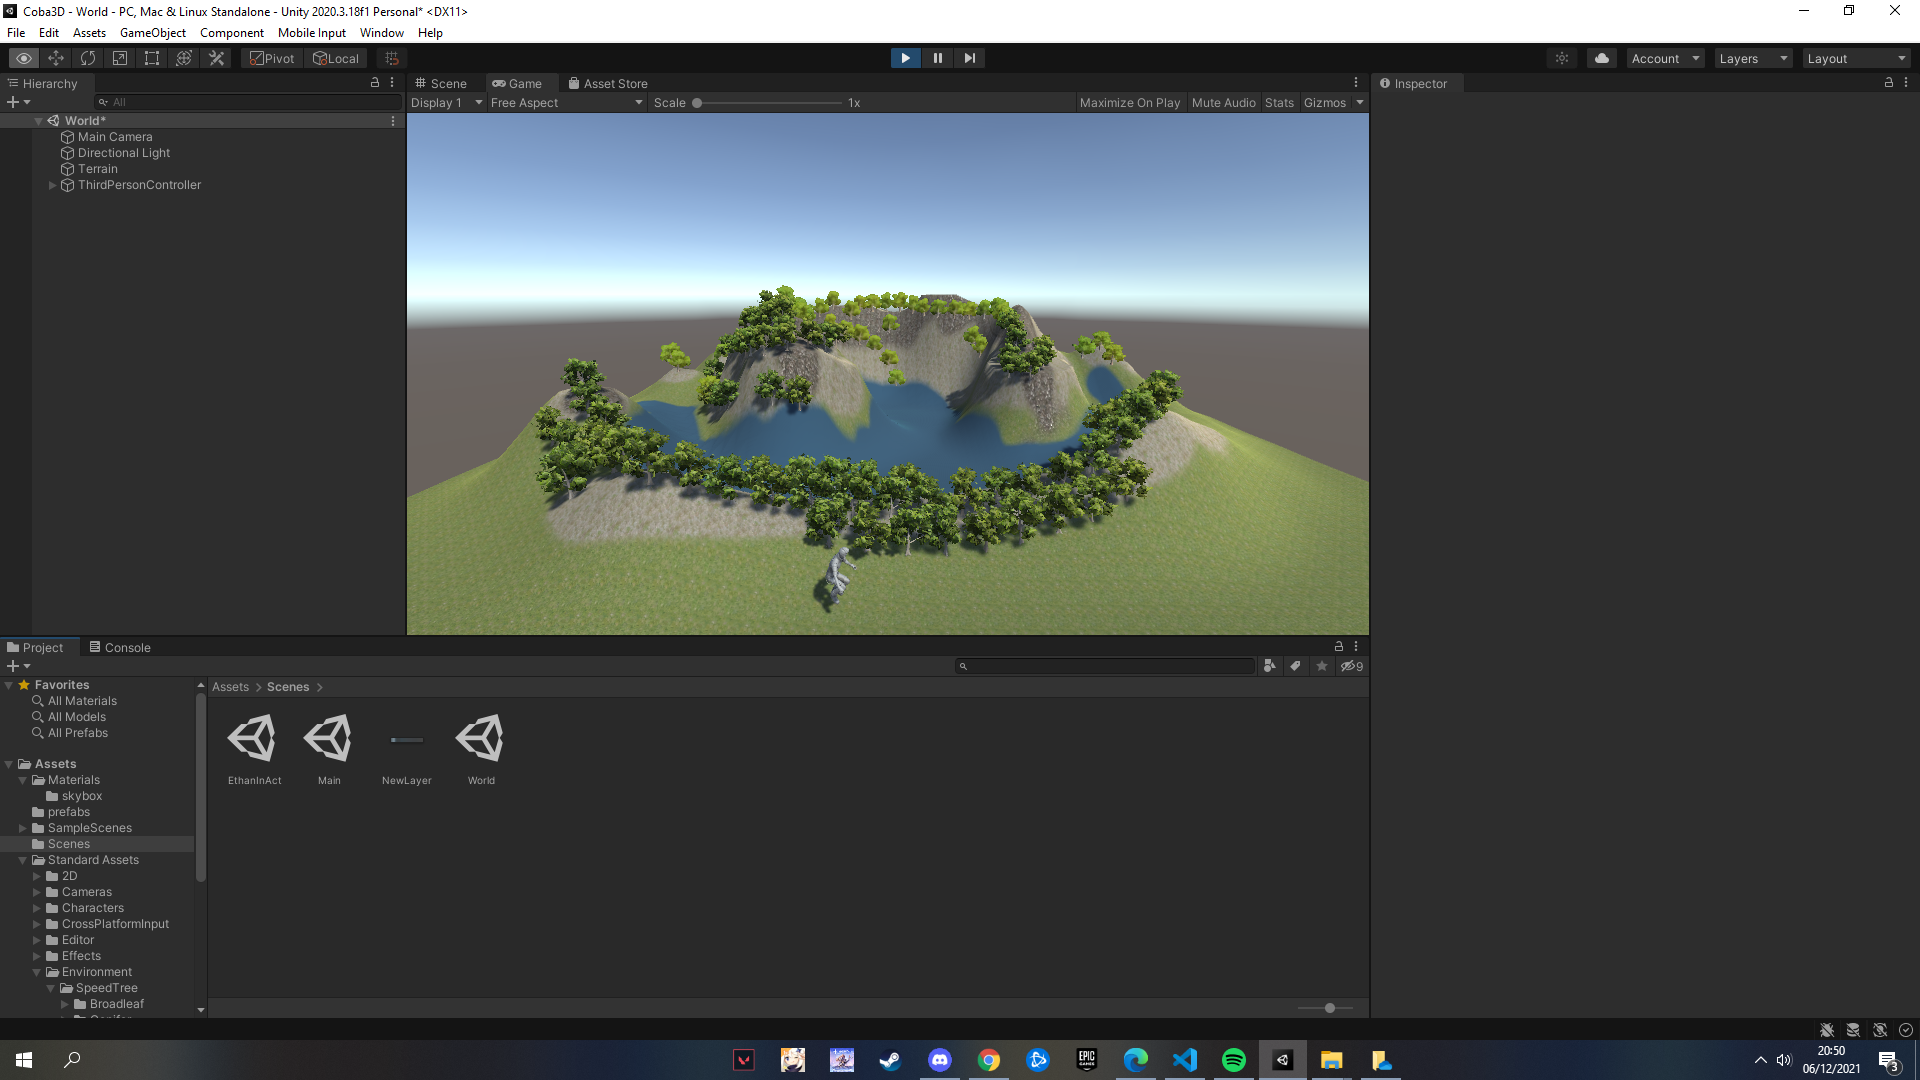 Coba3D - World - PC, Mac & Linux Standalone - Unity 2020.3.18f1 Personal* <DX11>
File Edit Assets GameObject Component Mobile Input Window Help
Pivot Local Account Layers Layout
Hierarchy
Scene Game Asset Store
Inspector
All
Display 1 Free Aspect Scale 1x Maximize On Play Mute Audio Stats Gizmos
World*
Main Camera
Directional Light
Terrain
ThirdPersonController
Project Console
9
Favorites
All Materials
All Models
All Prefabs
Assets
Materials
skybox
prefabs
SampleScenes
Scenes
Standard Assets
2D
Cameras
Characters
CrossPlatformInput
Editor
Effects
Environment
SpeedTree
Broadleaf
Assets > Scenes >
EthanInAct Main NewLayer World
EPIC GAMES
20:50
06/12/2021
3